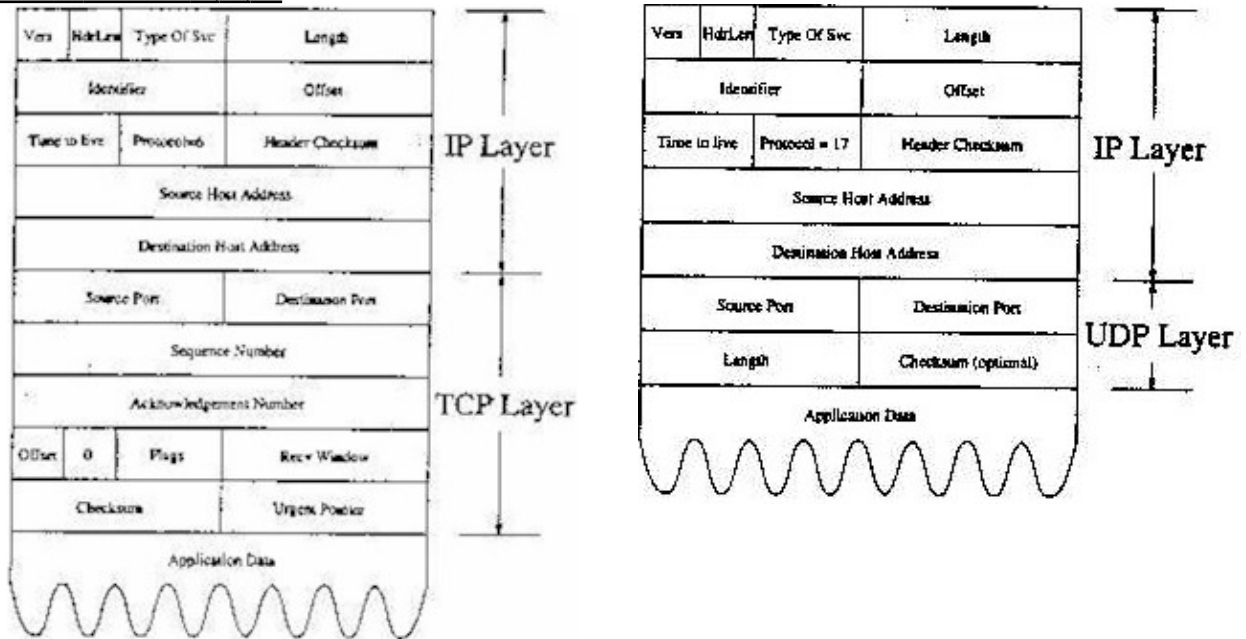 Vers HdrLen Type Of Svc Length
Identifier Offset
Time to live Protocol=6 Header Checksum
Source Host Address
Destination Host Address
IP Layer
Source Port Destination Port
Sequence Number
Acknowledgement Number
Offset 0 Flags Recv Window
Checksum Urgent Pointer
TCP Layer
Application Data
Vers HdrLen Type Of Svc Length
Identifier Offset
Time to live Protocol = 17 Header Checksum
Source Host Address
Destination Host Address
IP Layer
Source Port Destination Port
Length Checksum (optional)
UDP Layer
Application Data